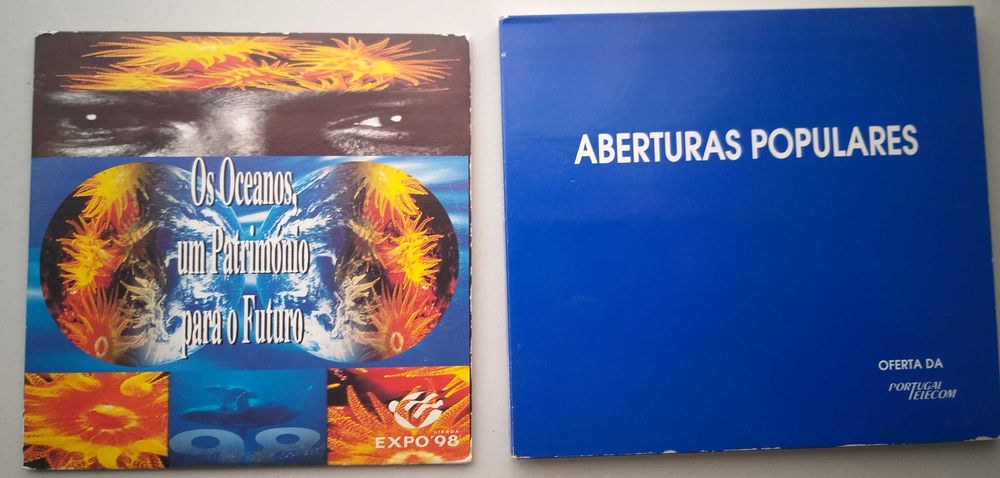 Os Oceanos,
um Património
para o Futuro
98
LISBOA
EXPO'98
ABERTURAS POPULARES
OFERTA DA
PORTUGAL
TELECOM